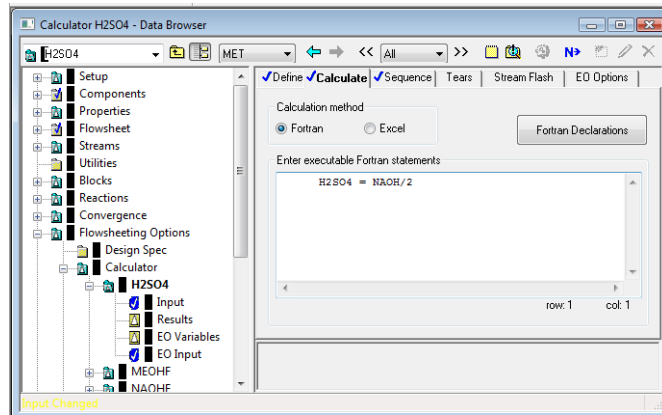 Calculator H2SO4 - Data Browser
H2SO4 MET << All >> N>
Setup
Components
Properties
Flowsheet
Streams
Utilities
Blocks
Reactions
Convergence
Flowsheeting Options
Design Spec
Calculator
H2SO4
Input
Results
EO Variables
EO Input
MEOHF
NAOHF
Define Calculate Sequence Tears Stream Flash EO Options
Calculation method
Fortran Excel
Fortran Declarations
Enter executable Fortran statements
H2SO4 = NAOH/2
row: 1 col: 1
Input Changed